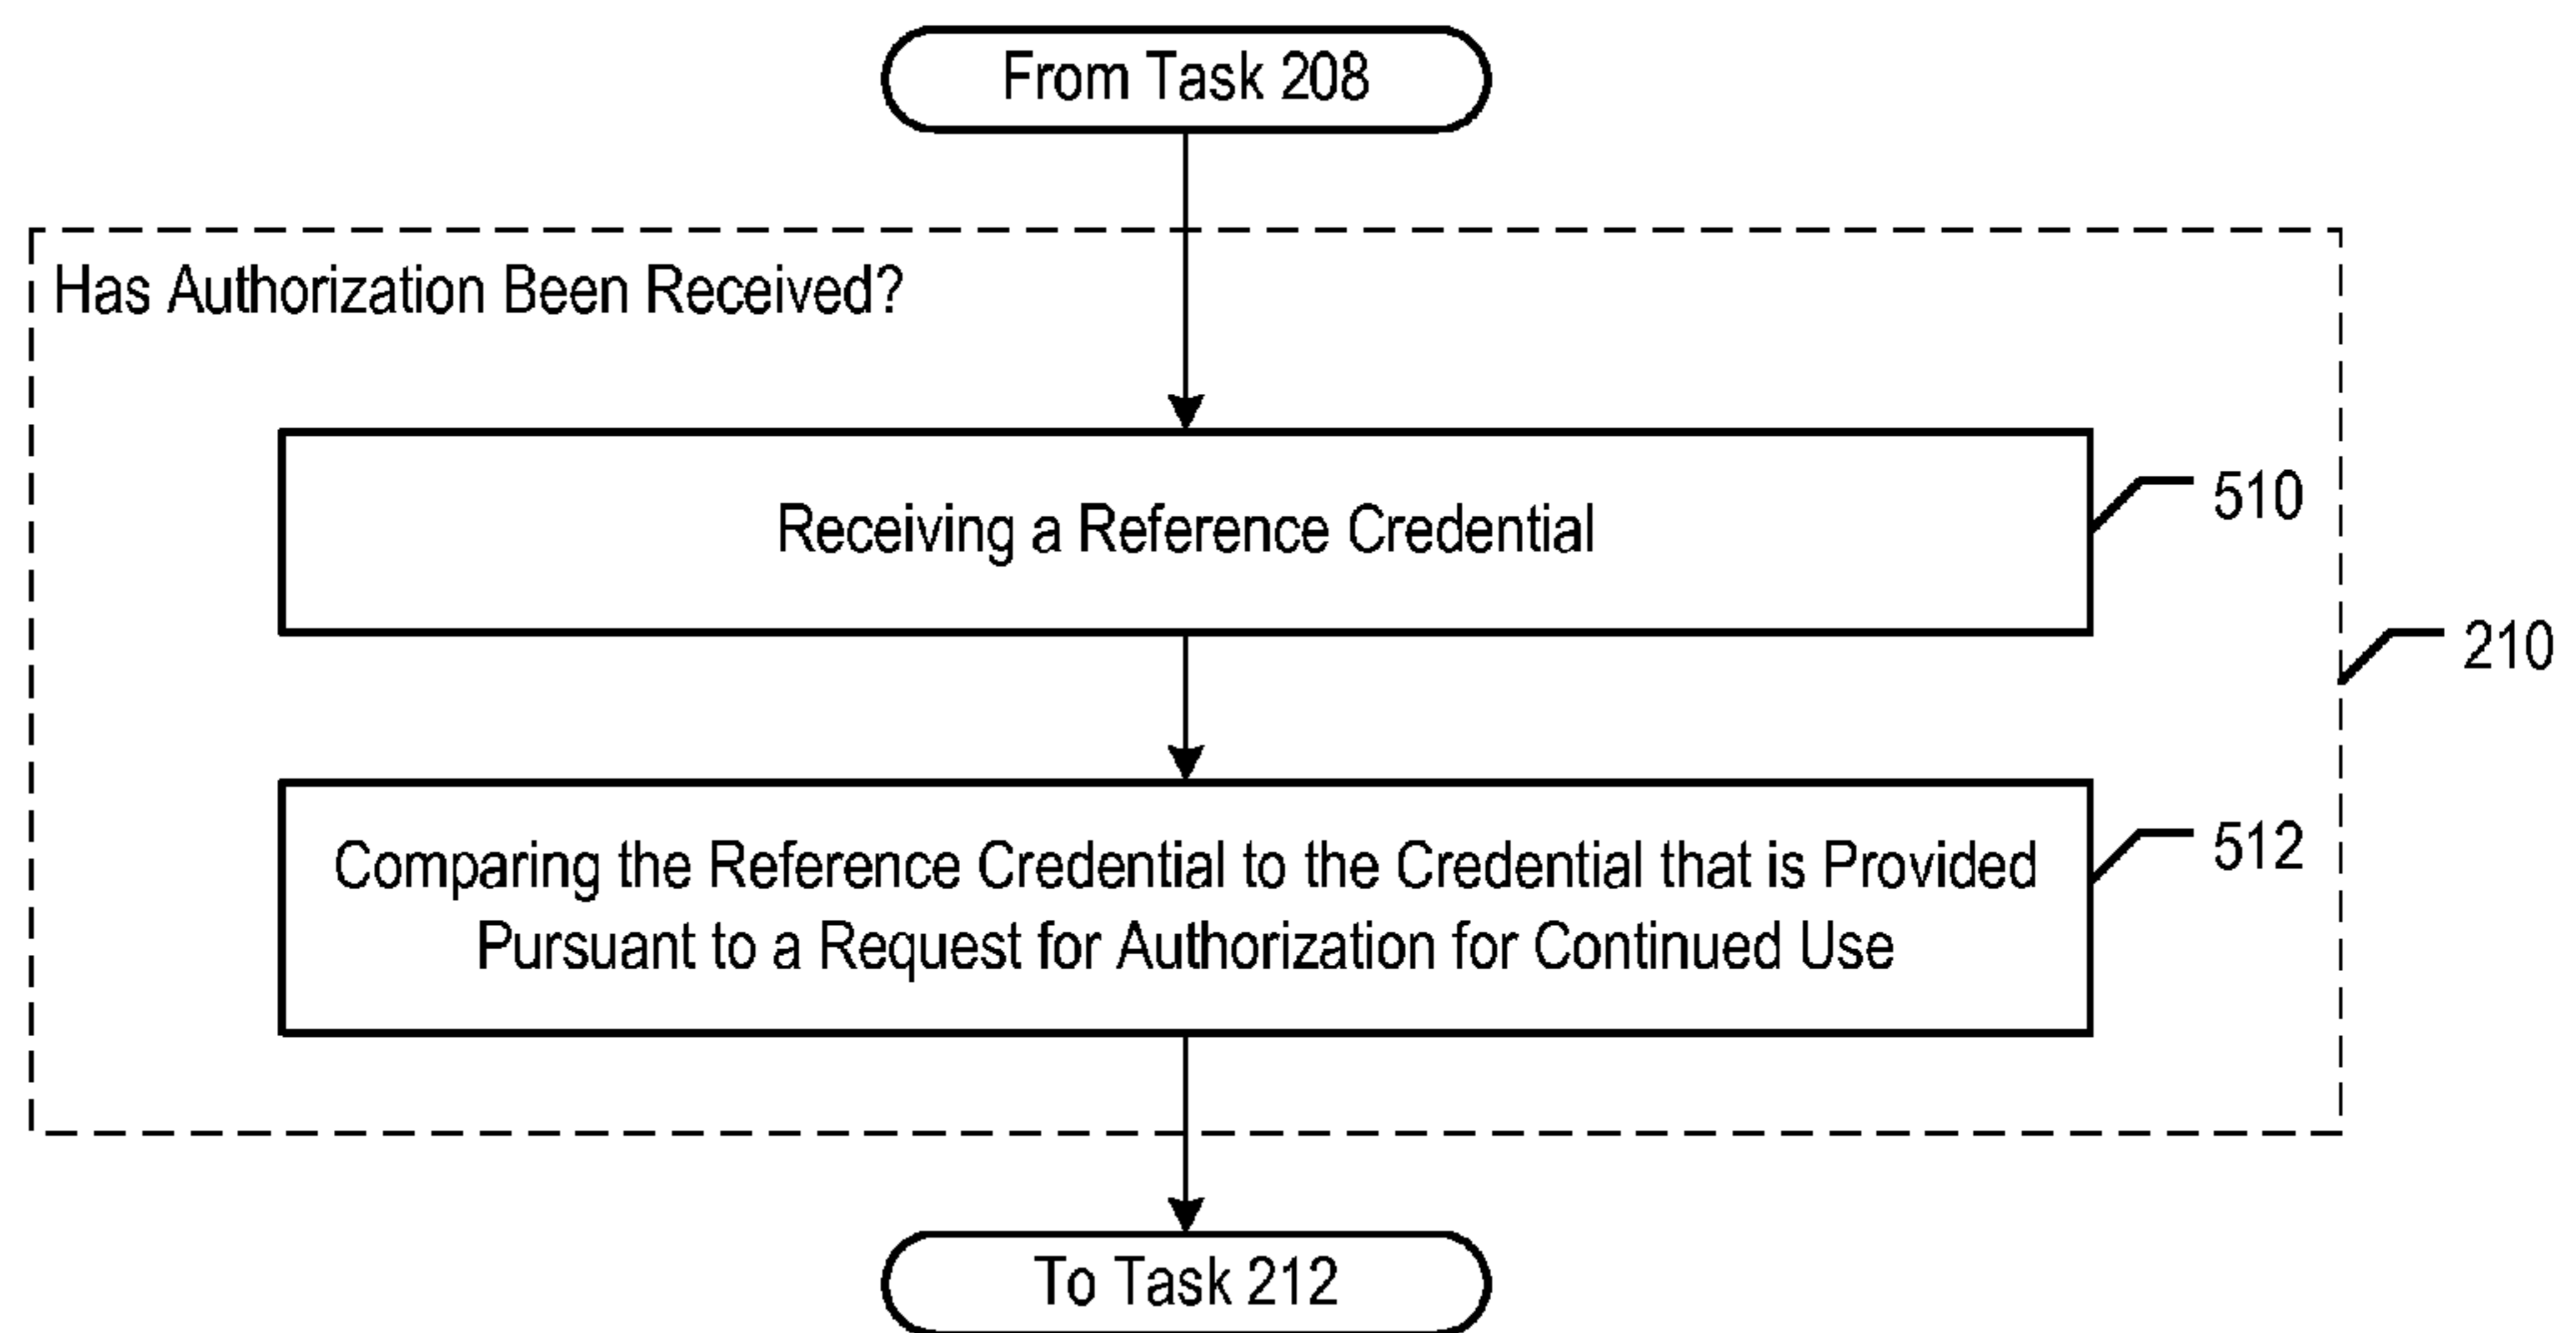 From Task 208
Has Authorization Been Received?
Receiving a Reference Credential
510
210
Comparing the Reference Credential to the Credential that is Provided
Pursuant to a Request for Authorization for Continued Use
512
To Task 212